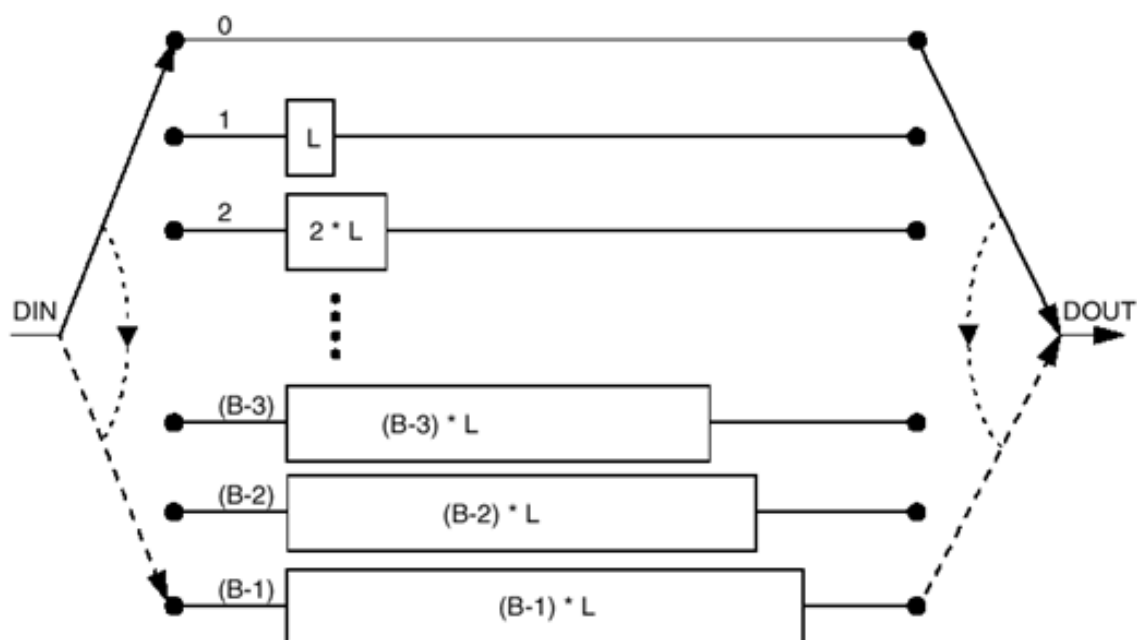 0
1
L
2
2 * L
DIN
DOUT
(B-3)
(B-3) * L
(B-2)
(B-2) * L
(B-1)
(B-1) * L